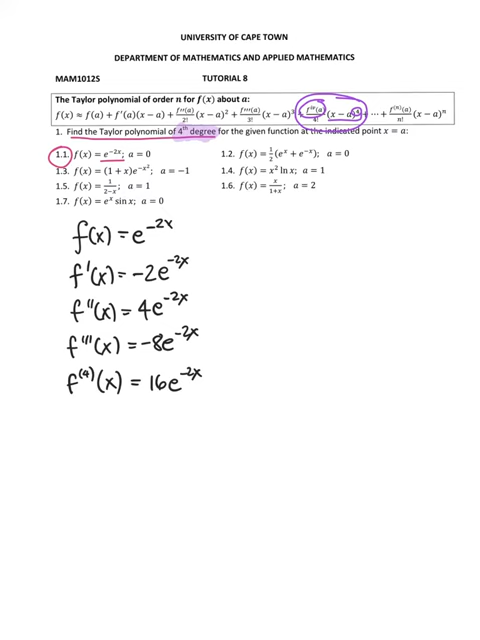 UNIVERSITY OF CAPE TOWN
DEPARTMENT OF MATHEMATICS AND APPLIED MATHEMATICS
MAM1012S TUTORIAL 8
The Taylor polynomial of order n for f(x) about a:
f(x) ≈ f(a) + f′(a)(x − a) + f′′(a)/2! (x − a)² + f′′′(a)/3! (x − a)³ + f^{iv}(a)/4! (x − a)⁴ + ⋯ + f^{(n)}(a)/n! (x − a)ⁿ
1. Find the Taylor polynomial of 4th degree for the given function at the indicated point x = a:
1.1. f(x) = e^{−2x}; a = 0 1.2. f(x) = 1/2 (eˣ + e^{−x}); a = 0
1.3. f(x) = (1 + x)e^{−x²}; a = −1 1.4. f(x) = x² ln x; a = 1
1.5. f(x) = 1/(2−x); a = 1 1.6. f(x) = x/(1+x); a = 2
1.7. f(x) = eˣ sin x; a = 0
f(x) = e^{−2x}
f'(x) = −2e^{−2x}
f''(x) = 4e^{−2x}
f'''(x) = −8e^{−2x}
f^{(4)}(x) = 16e^{−2x}